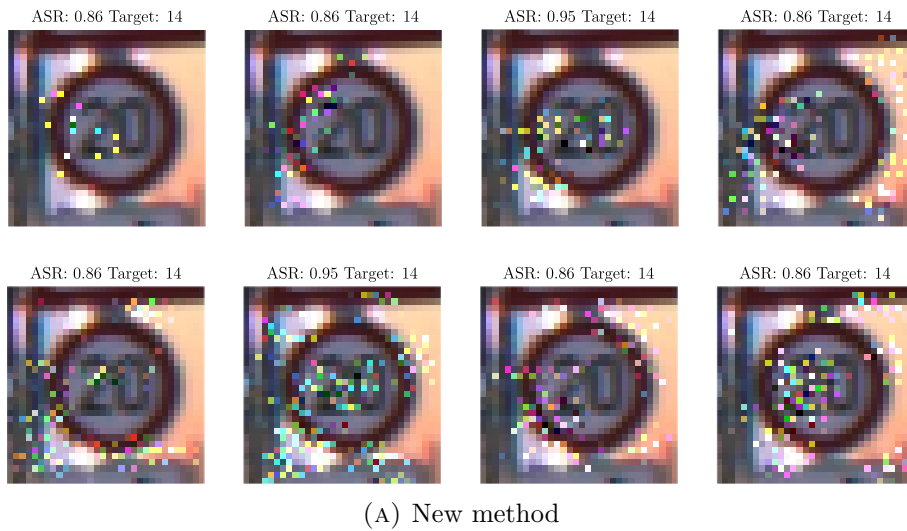 ASR: 0.86 Target: 14 ASR: 0.86 Target: 14 ASR: 0.95 Target: 14 ASR: 0.86 Target: 14
20 20 20 20
ASR: 0.86 Target: 14 ASR: 0.95 Target: 14 ASR: 0.86 Target: 14 ASR: 0.86 Target: 14
20 20 20
(A) New method